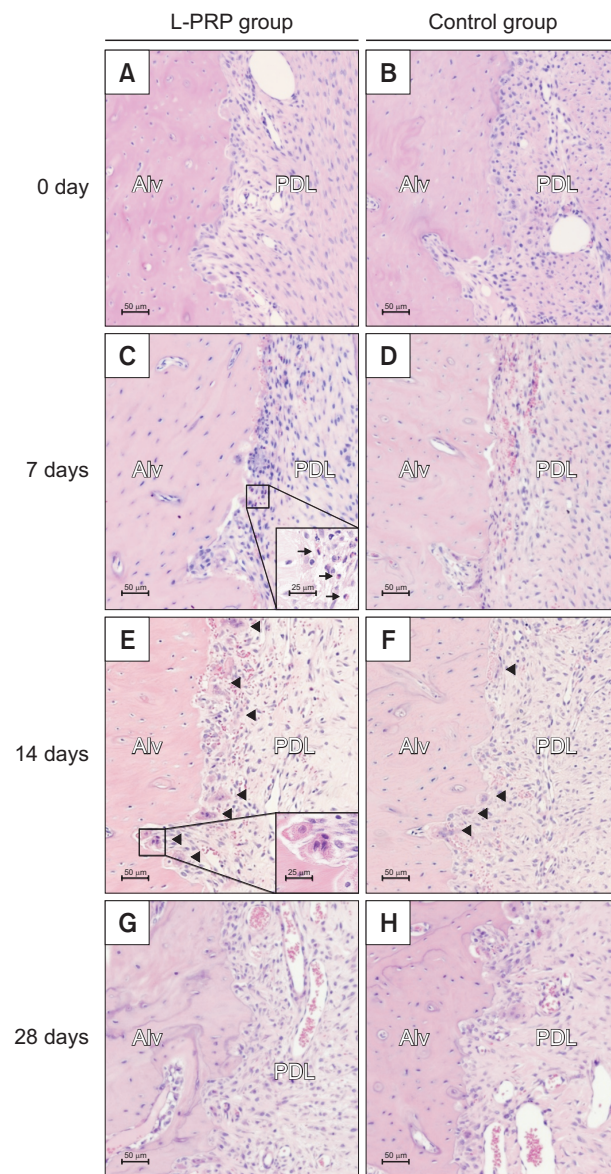 L-PRP group Control group
0 day
A
Alv PDL
50 μm
B
Alv PDL
50 μm
7 days
C
Alv PDL
50 μm
25 μm
D
Alv PDL
50 μm
14 days
E
Alv PDL
50 μm
25 μm
F
Alv PDL
50 μm
28 days
G
Alv PDL
50 μm
H
Alv PDL
50 μm